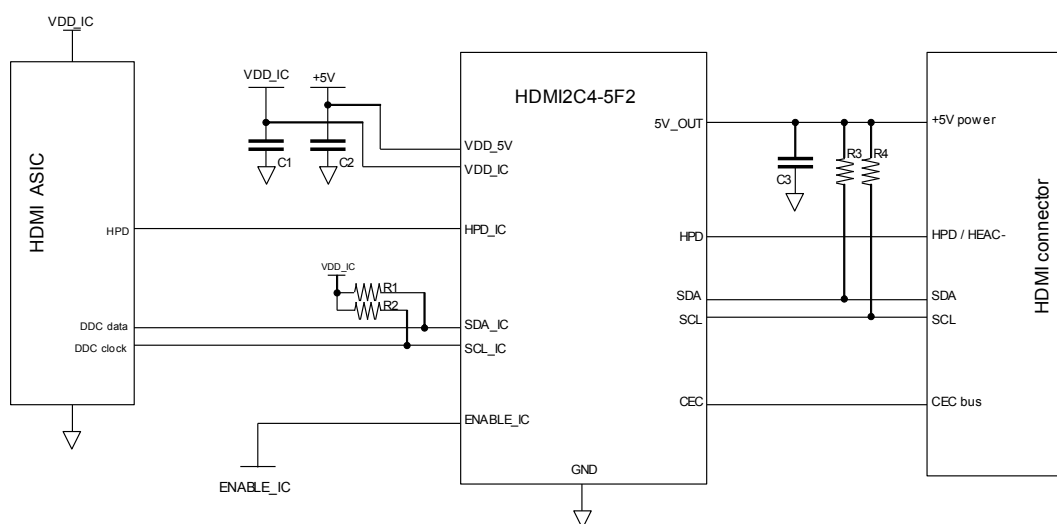 VDD_IC
HDMI ASIC
HPD
DDC data
DDC clock
VDD_IC
+5V
C1
C2
VDD_IC
R1
R2
ENABLE_IC
HDMI2C4-5F2
VDD_5V
VDD_IC
HPD_IC
SDA_IC
SCL_IC
ENABLE_IC
GND
5V_OUT
HPD
SDA
SCL
CEC
C3
R3
R4
+5V power
HPD / HEAC-
SDA
SCL
CEC bus
HDMI connector